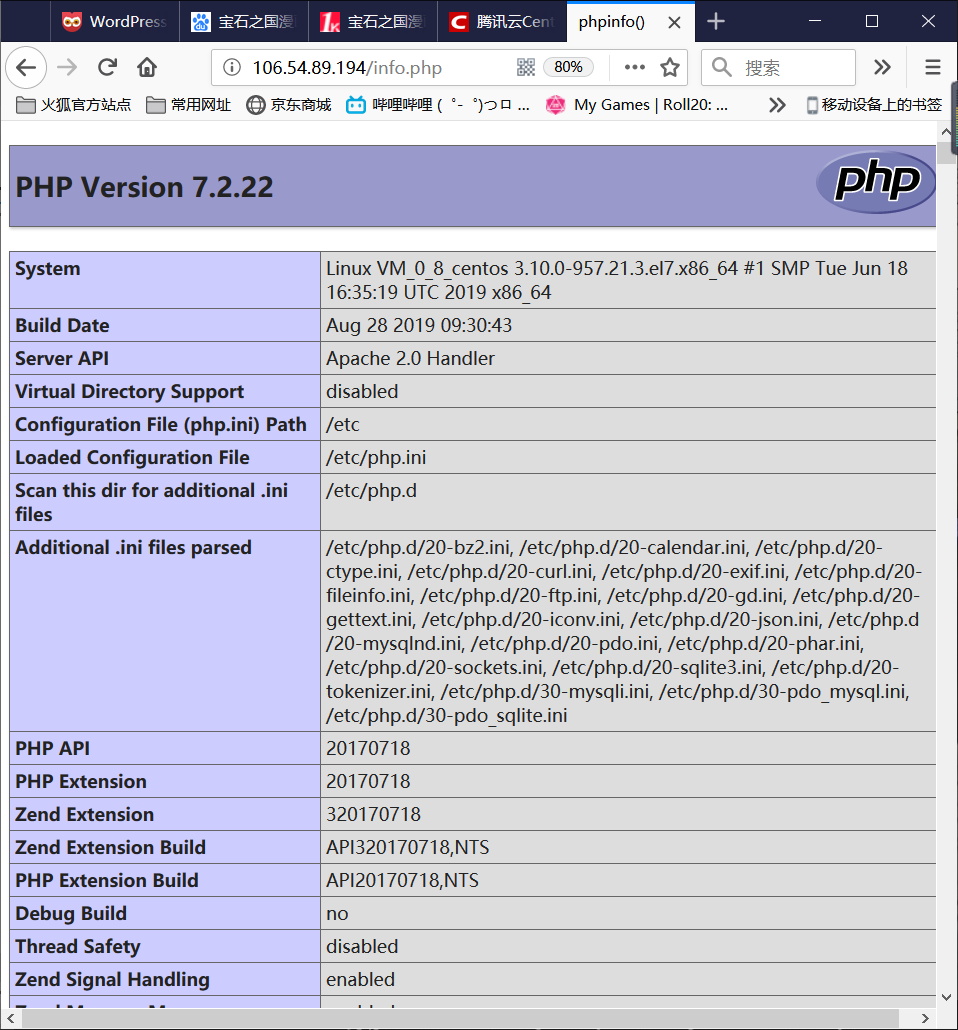 WordPress
宝石之国漫
宝石之国漫
腾讯云Cent
phpinfo()
106.54.89.194/info.php
80%
搜索
火狐官方站点
常用网址
京东商城
哔哩哔哩 ( ゜- ゜)つロ ...
My Games | Roll20: ...
移动设备上的书签
PHP Version 7.2.22
php
System
Linux VM_0_8_centos 3.10.0-957.21.3.el7.x86_64 #1 SMP Tue Jun 18
16:35:19 UTC 2019 x86_64
Build Date
Aug 28 2019 09:30:43
Server API
Apache 2.0 Handler
Virtual Directory Support
disabled
Configuration File (php.ini) Path
/etc
Loaded Configuration File
/etc/php.ini
Scan this dir for additional .ini
files
/etc/php.d
Additional .ini files parsed
/etc/php.d/20-bz2.ini, /etc/php.d/20-calendar.ini, /etc/php.d/20-
ctype.ini, /etc/php.d/20-curl.ini, /etc/php.d/20-exif.ini, /etc/php.d/20-
fileinfo.ini, /etc/php.d/20-ftp.ini, /etc/php.d/20-gd.ini, /etc/php.d/20-
gettext.ini, /etc/php.d/20-iconv.ini, /etc/php.d/20-json.ini, /etc/php.d
/20-mysqlnd.ini, /etc/php.d/20-pdo.ini, /etc/php.d/20-phar.ini,
/etc/php.d/20-sockets.ini, /etc/php.d/20-sqlite3.ini, /etc/php.d/20-
tokenizer.ini, /etc/php.d/30-mysqli.ini, /etc/php.d/30-pdo_mysql.ini,
/etc/php.d/30-pdo_sqlite.ini
PHP API
20170718
PHP Extension
20170718
Zend Extension
320170718
Zend Extension Build
API320170718,NTS
PHP Extension Build
API20170718,NTS
Debug Build
no
Thread Safety
disabled
Zend Signal Handling
enabled